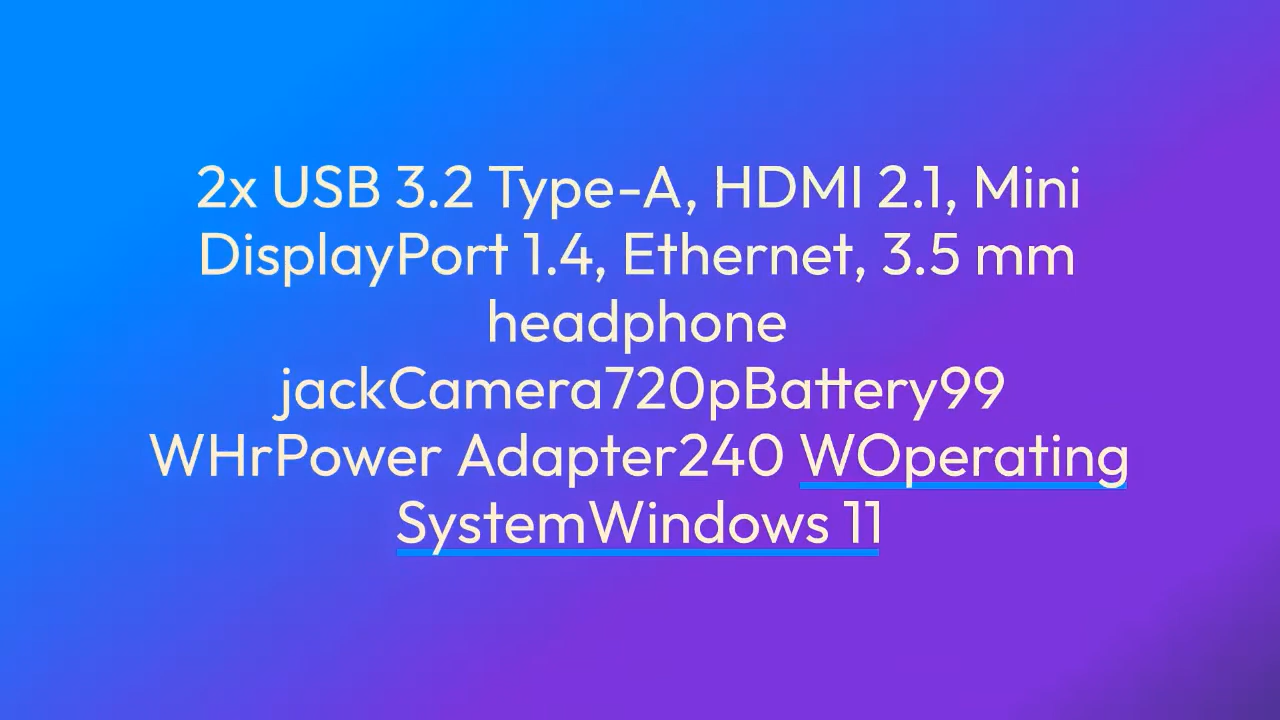 2x USB 3.2 Type-A, HDMI 2.1, Mini
DisplayPort 1.4, Ethernet, 3.5 mm
headphone
jackCamera720pBattery99
WHrPower Adapter240 WOperating
SystemWindows 11